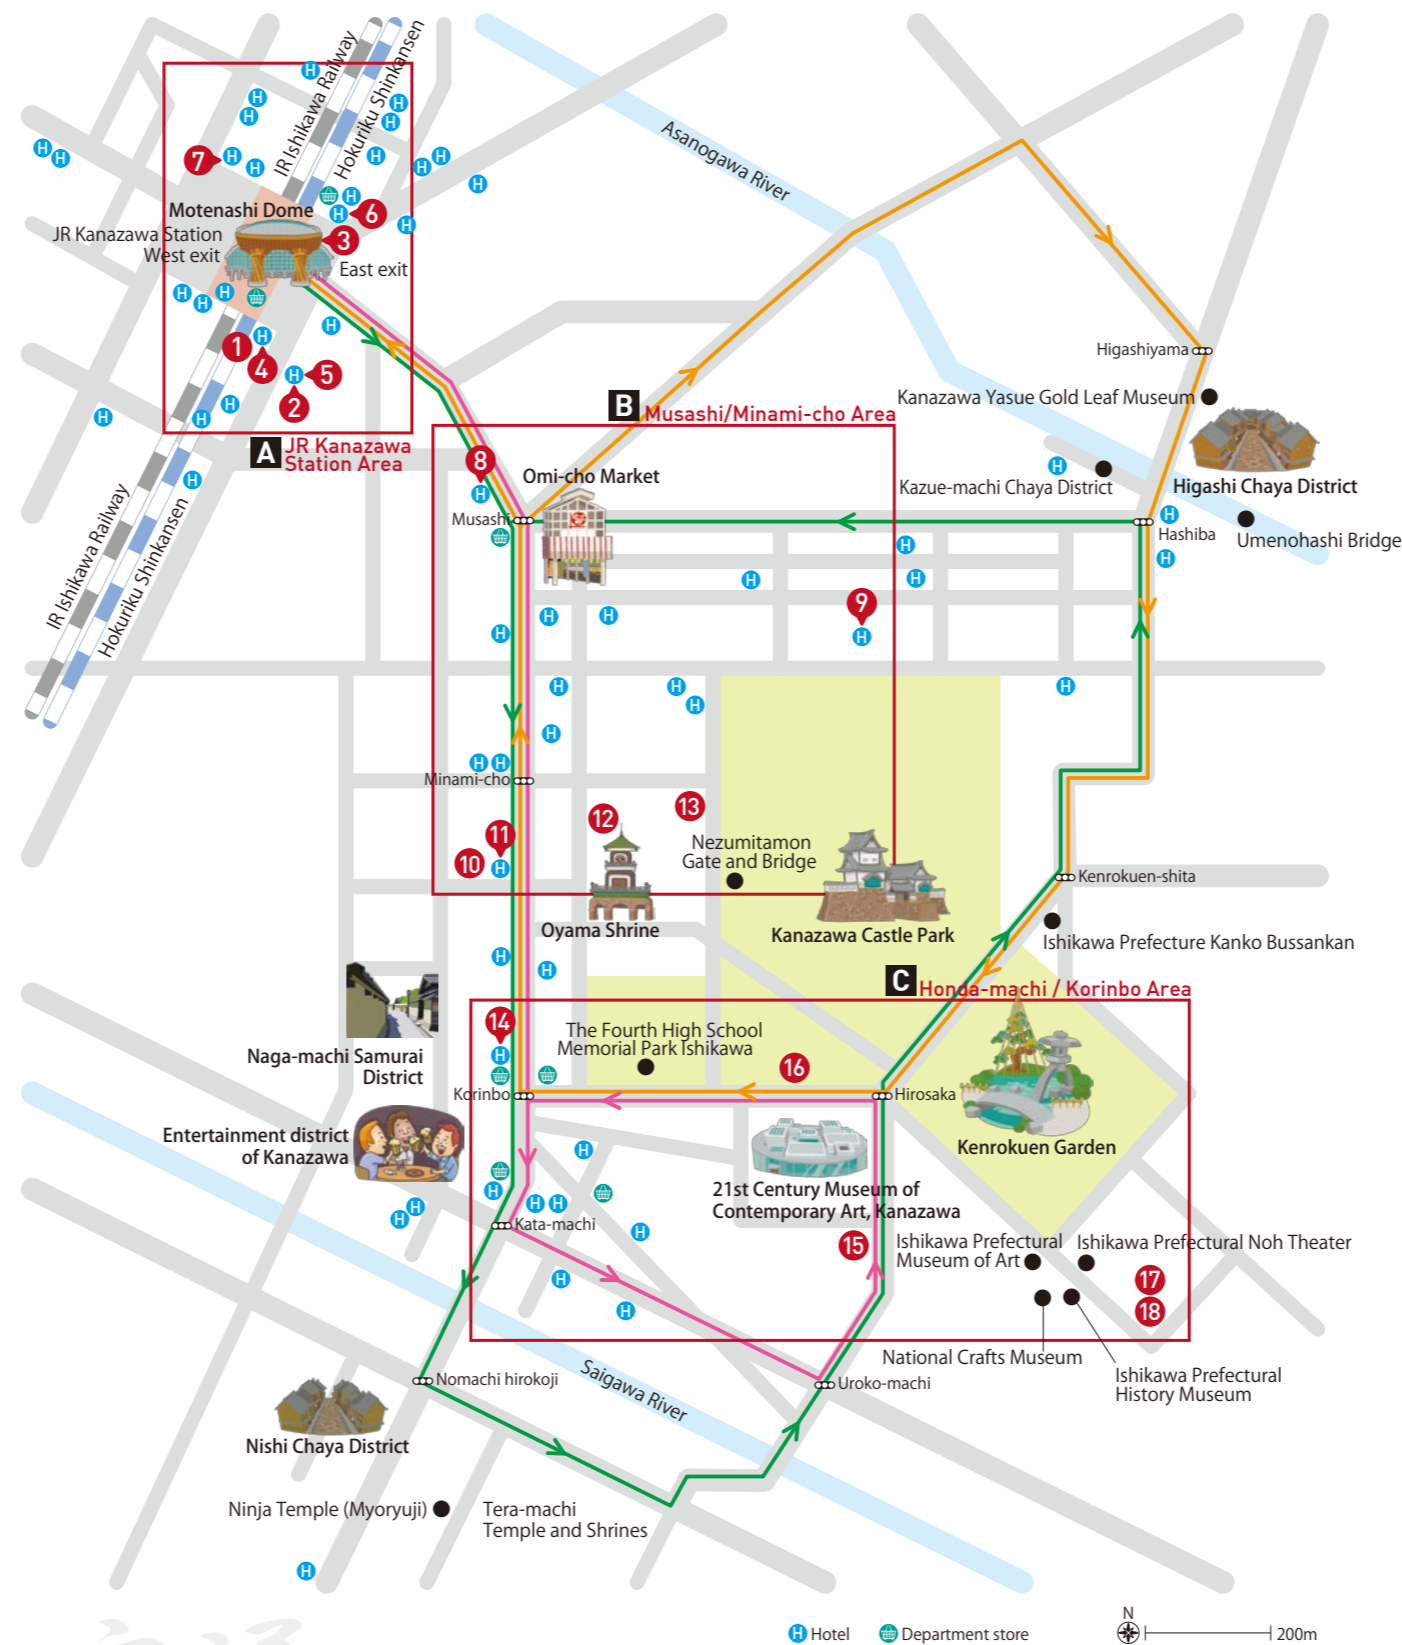 IR Ishikawa Railway
Hokuriku Shinkansen
H
H
H
H
H
H
H
H
7
H
H
H
H
H
H
H
H
6
H
Motenashi Dome
3
JR Kanazawa Station
West exit
East exit
H
H
H
H
1
H
4
H
5
2
H
H
H
A JR Kanazawa
Station Area
H
IR Ishikawa Railway
Hokuriku Shinkansen
Asanogawa River
Higashiyama
Kanazawa Yasue Gold Leaf Museum
B Musashi/Minami-cho Area
8
H
Omi-cho Market
Musashi
H
Kazue-machi Chaya District
Higashi Chaya District
H
Hashiba
Umenohashi Bridge
H
H
H
H
9
H
H
H
H
H
H
H
H
H
H
H
Minami-cho
12
13
11
10
H
Nezumitamon
Gate and Bridge
Oyama Shrine
Kanazawa Castle Park
Kenrokuen-shita
Ishikawa Prefecture Kanko Bussankan
H
H
C Honda-machi / Korinbo Area
14
H
The Fourth High School
Memorial Park Ishikawa
16
Naga-machi Samurai
District
Korinbo
Hirosaka
Entertainment district
of Kanazawa
Kenrokuen Garden
H
H
H
H
H
H
H
Kata-machi
21st Century Museum of
Contemporary Art, Kanazawa
15
Ishikawa Prefectural
Museum of Art
Ishikawa Prefectural Noh Theater
17
18
H
H
National Crafts Museum
Ishikawa Prefectural
History Museum
Nomachi hirokoji
Saigawa River
Uroko-machi
Nishi Chaya District
Ninja Temple (Myoryuji)
Tera-machi
Temple and Shrines
H
H Hotel
Department store
N
200m